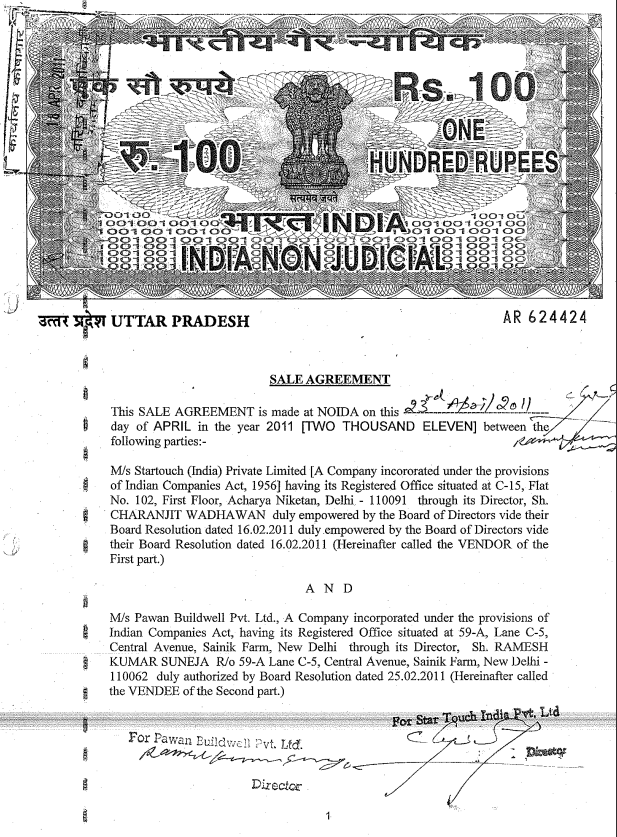 भारतीय गैर न्यायिक
कार्यालय कोषागार
18 APR 2011
एक सौ रुपये
Rs. 100
रु. 100
ONE
HUNDRED RUPEES
सत्यमेव जयते
भारत INDIA
INDIA NON JUDICIAL
उत्तर प्रदेश UTTAR PRADESH
AR 624424
SALE AGREEMENT
This SALE AGREEMENT is made at NOIDA on this 23rd April 2011
day of APRIL in the year 2011 [TWO THOUSAND ELEVEN] between the
following parties:-
M/s Startouch (India) Private Limited [A Company incororated under the provisions
of Indian Companies Act, 1956] having its Registered Office situated at C-15, Flat
No. 102, First Floor, Acharya Niketan, Delhi - 110091 through its Director, Sh.
CHARANJIT WADHAWAN duly empowered by the Board of Directors vide their
Board Resolution dated 16.02.2011 duly empowered by the Board of Directors vide
their Board Resolution dated 16.02.2011 (Hereinafter called the VENDOR of the
First part.)
A N D
M/s Pawan Buildwell Pvt. Ltd., A Company incorporated under the provisions of
Indian Companies Act, having its Registered Office situated at 59-A, Lane C-5,
Central Avenue, Sainik Farm, New Delhi through its Director, Sh. RAMESH
KUMAR SUNEJA R/o 59-A Lane C-5, Central Avenue, Sainik Farm, New Delhi -
110062 duly authorized by Board Resolution dated 25.02.2011 (Hereinafter called
the VENDEE of the Second part.)
For Star Touch India Pvt. Ltd
For Pawan Buildwell Pvt. Ltd.
Director
Director
1